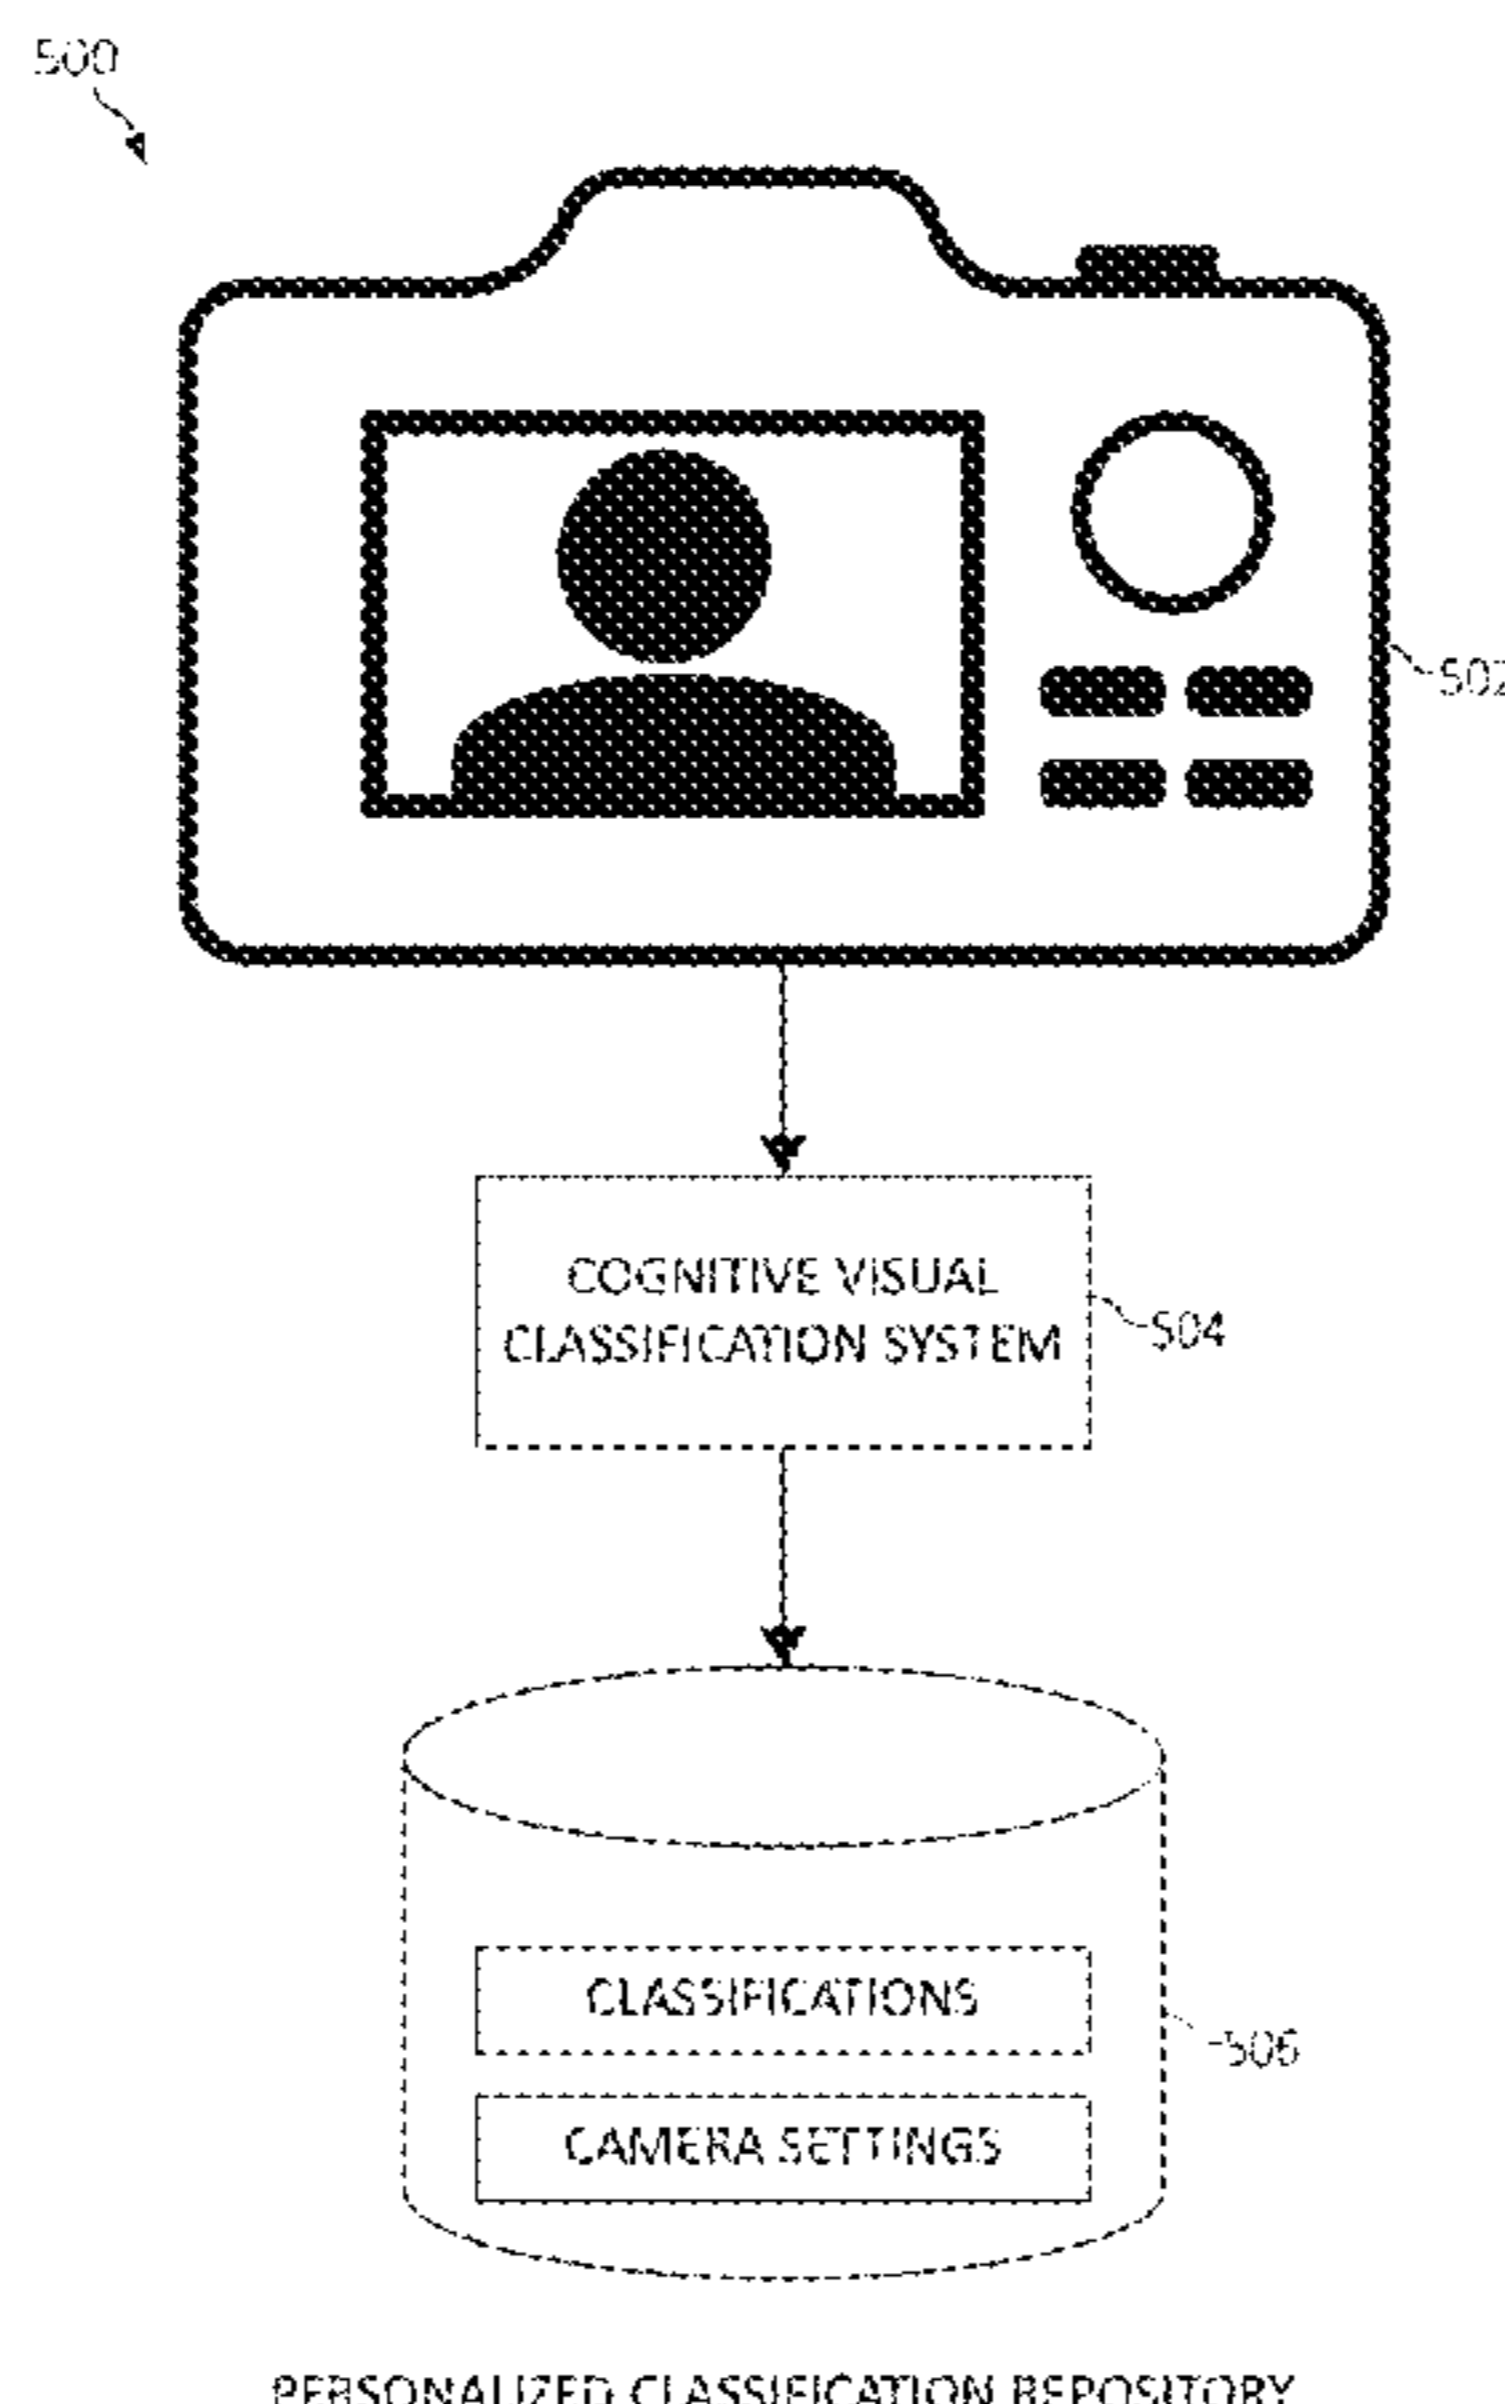 500
502
COGNITIVE VISUAL
CLASSIFICATION SYSTEM
504
CLASSIFICATIONS
506
CAMERA SETTINGS
PERSONALIZED CLASSIFICATION REPOSITORY